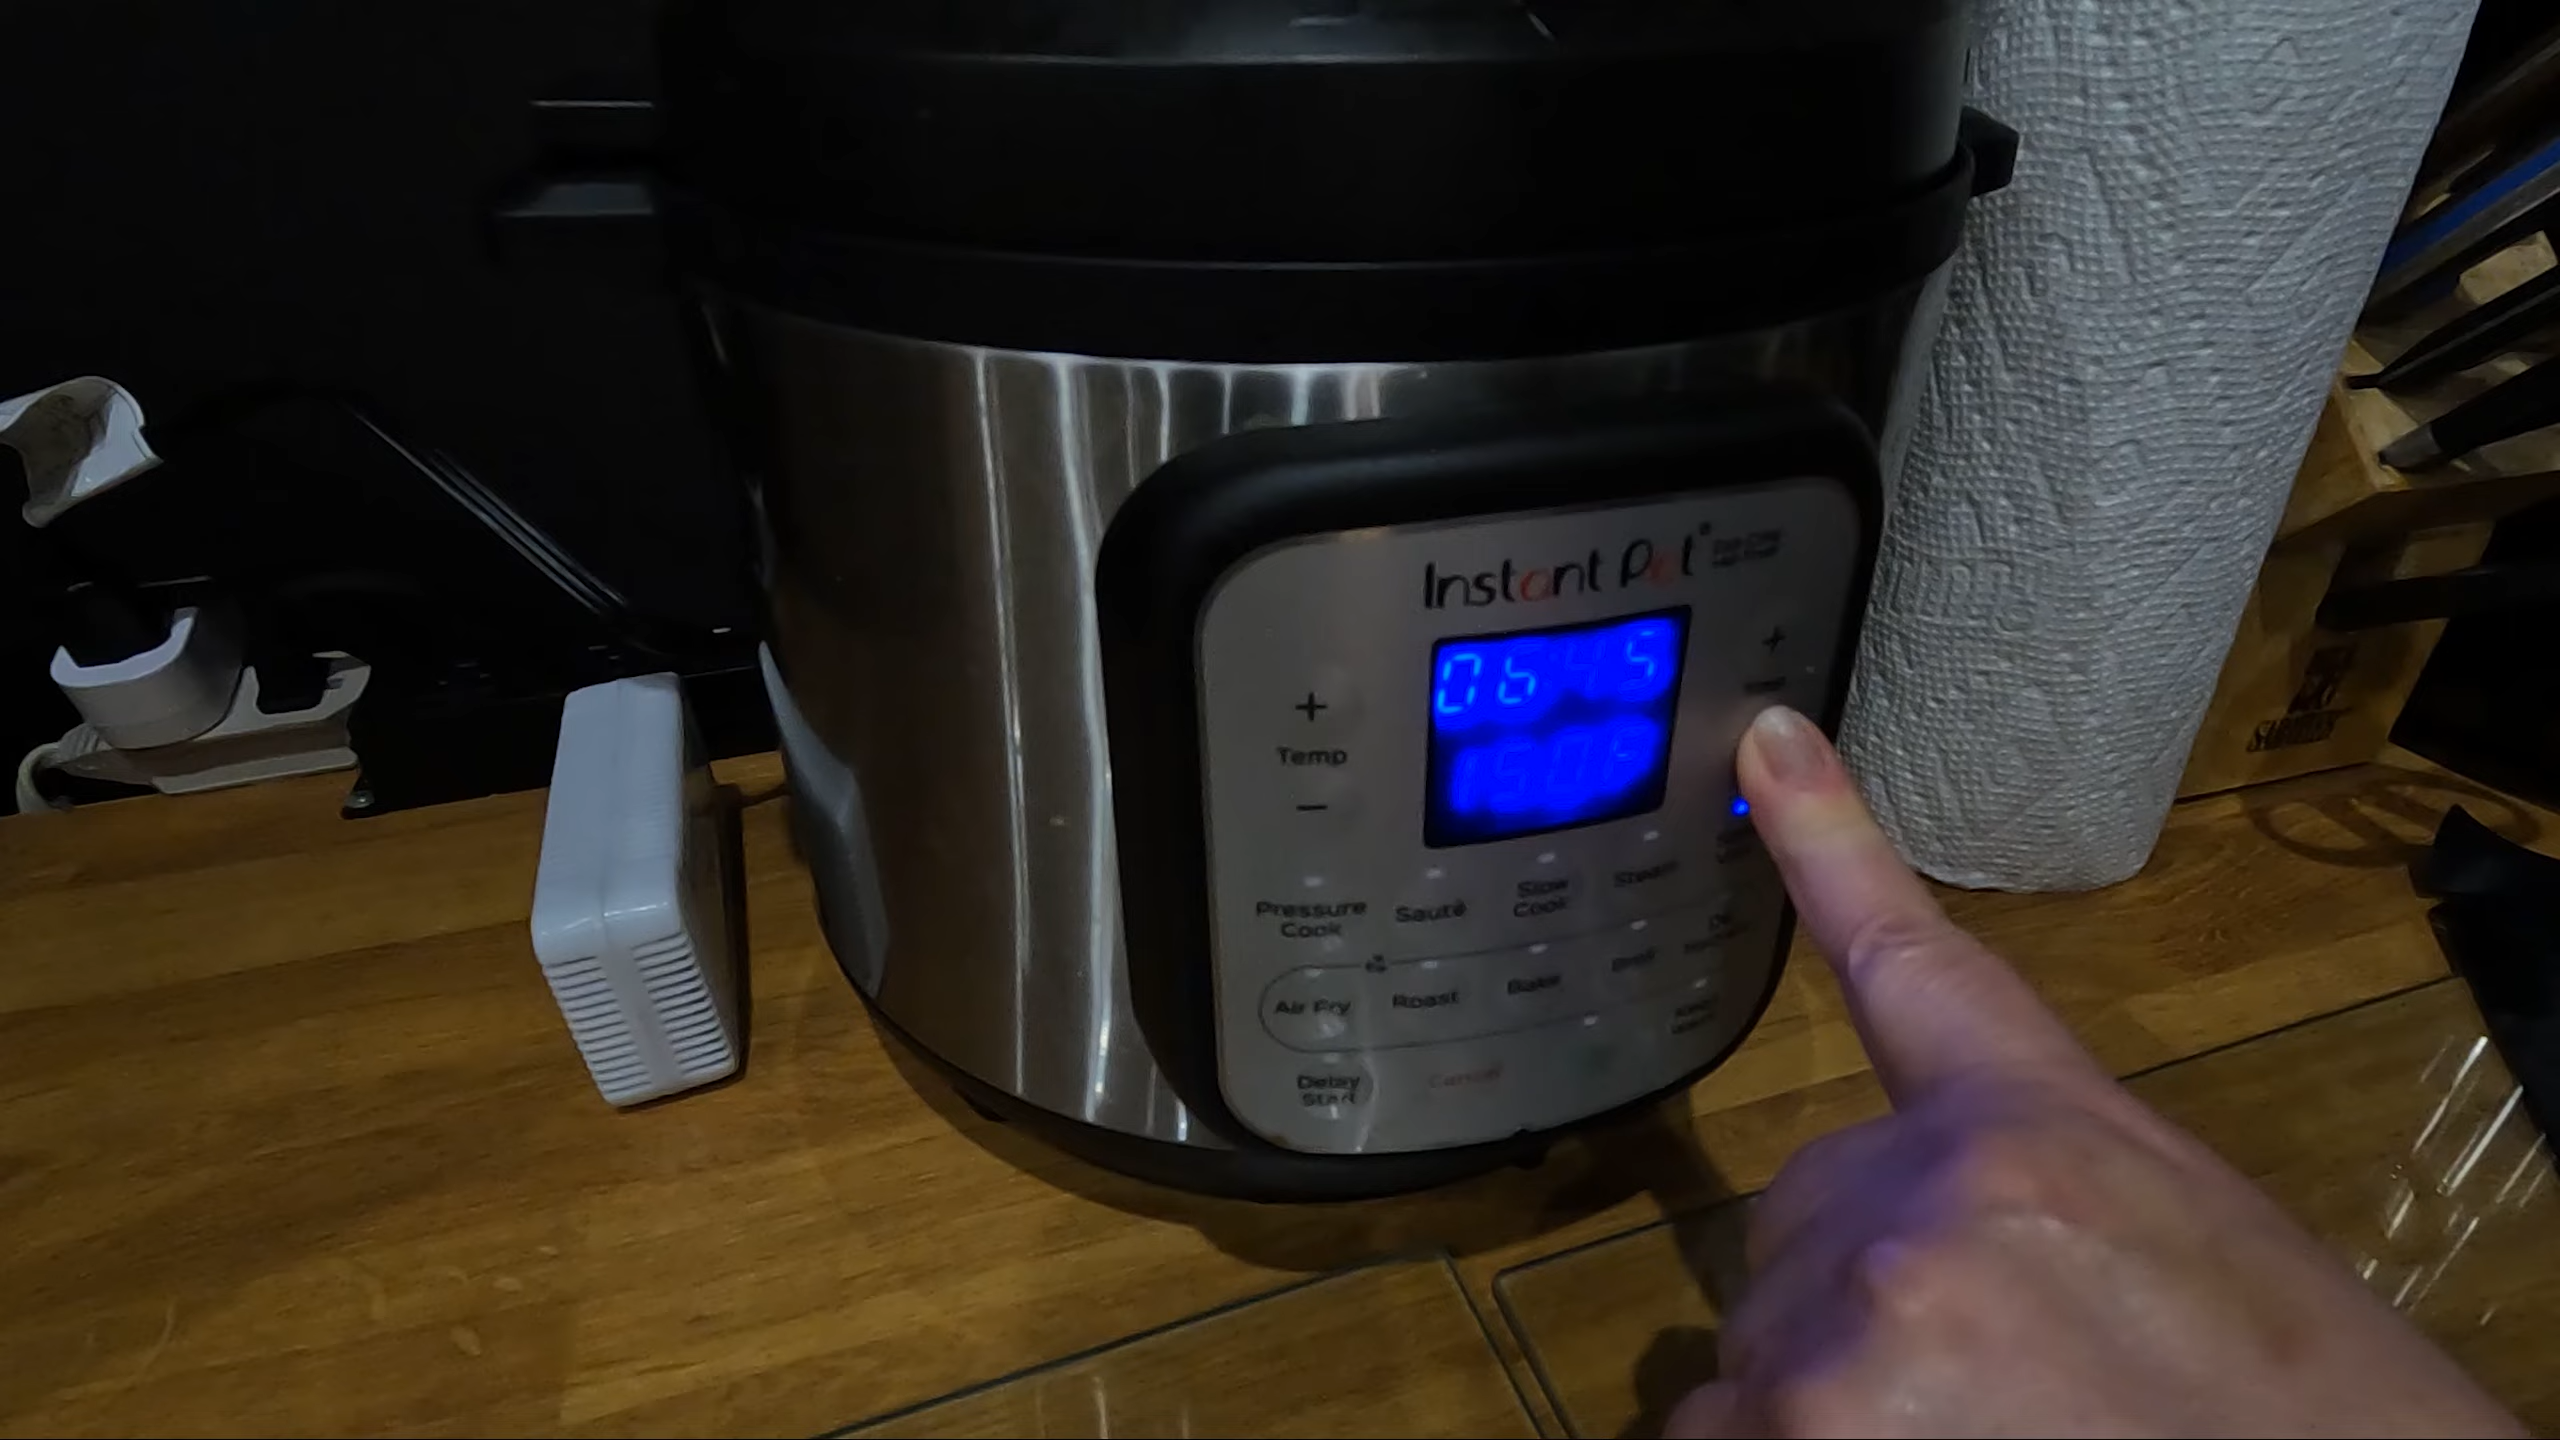 Instant Pot
06:45
+
150F
+
Temp
−
Pressure
Cook
Sauté
Slow
Cook
Steam
Air Fry
Roast
Bake
Broil
Delay
Start
Cancel